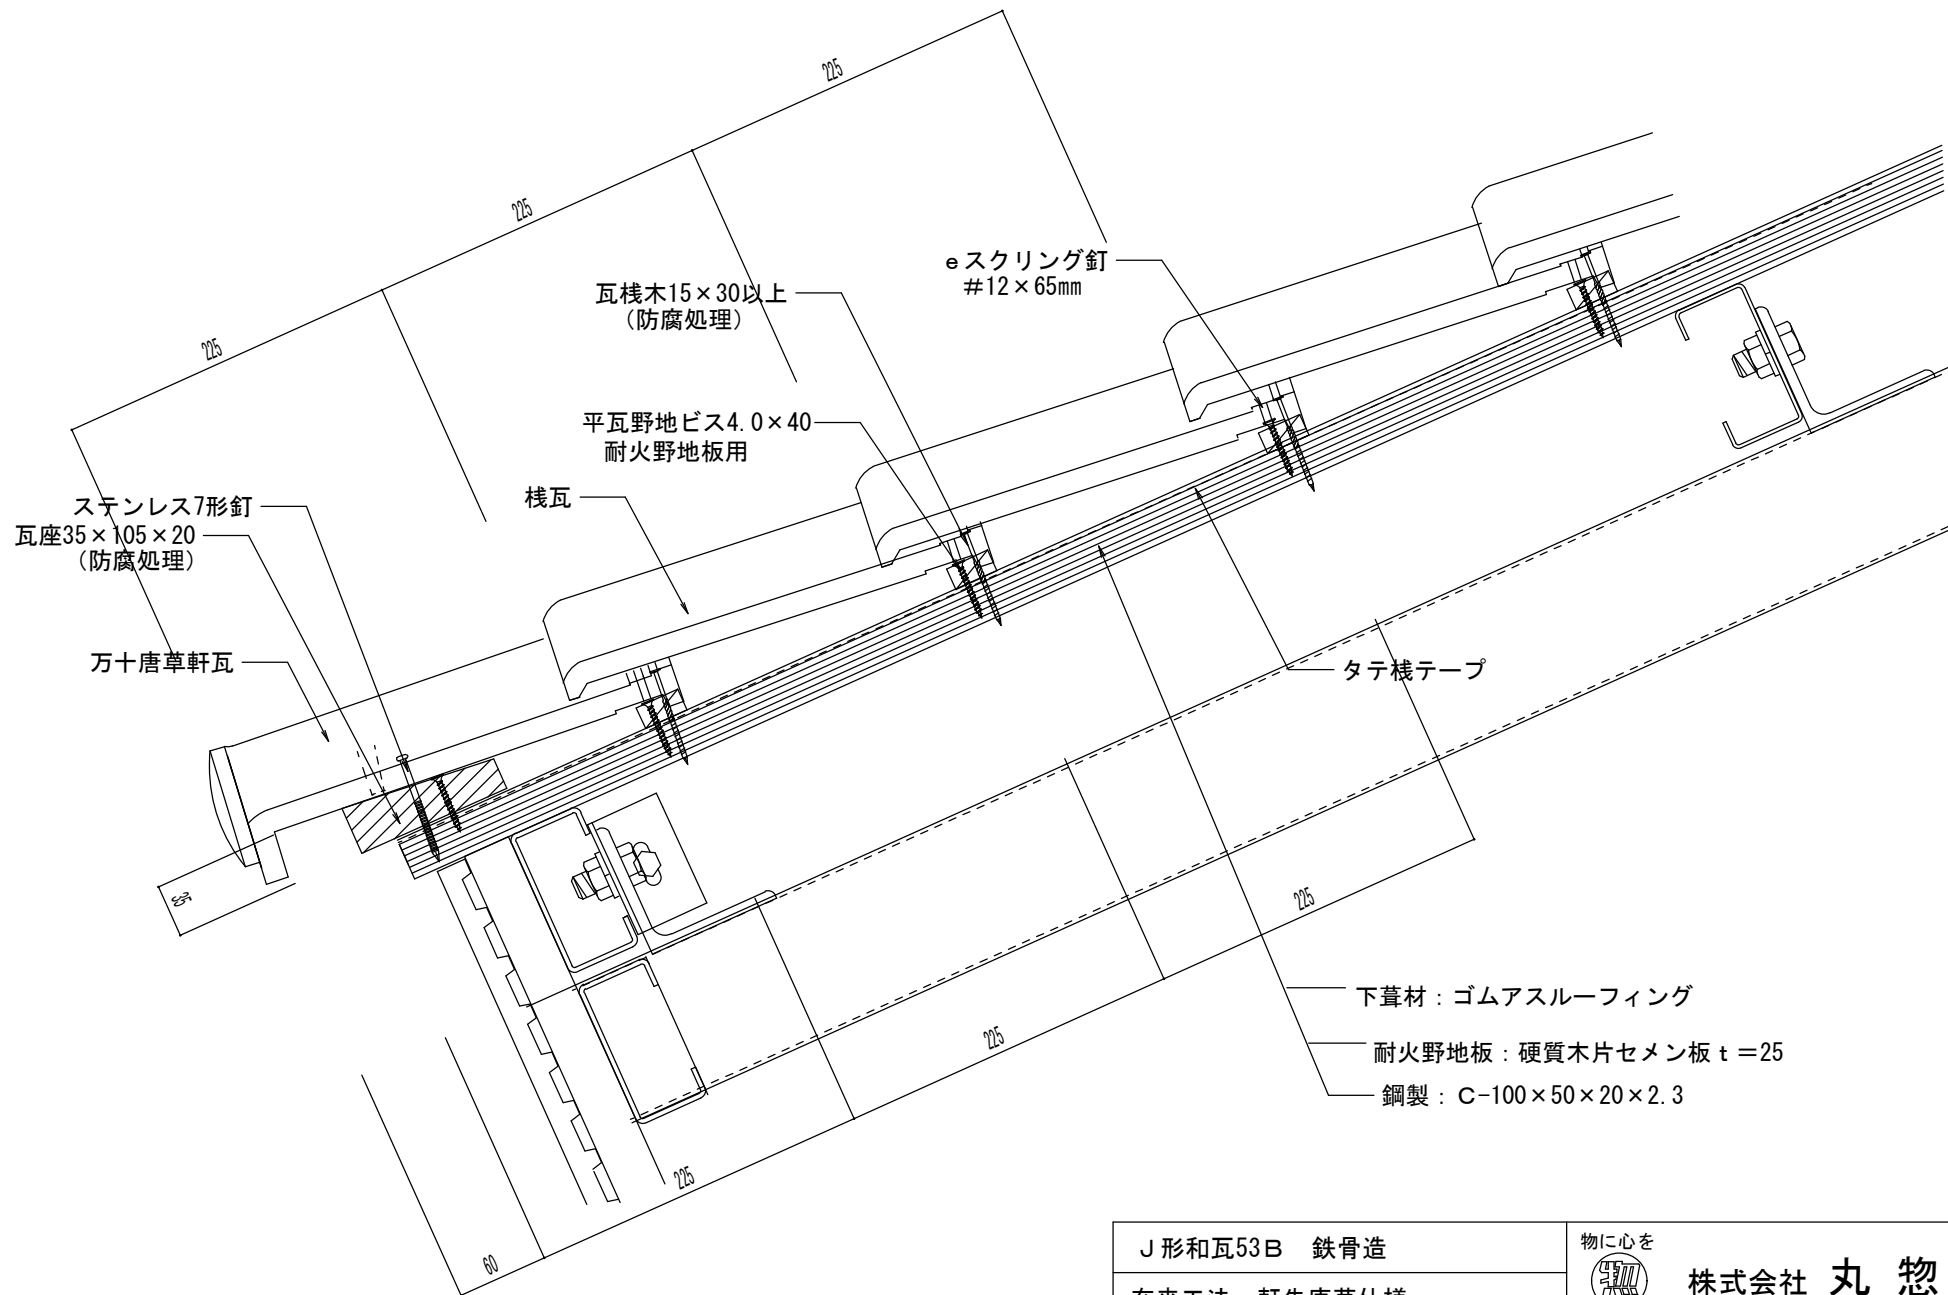 225
225
225
225
eスクリング釘
#12×65mm
瓦桟木15×30以上
（防腐処理）
平瓦野地ビス4.0×40
耐火野地板用
桟瓦
ステンレス7形釘
瓦座35×105×20
（防腐処理）
万十唐草軒瓦
タテ桟テープ
35
225
225
225
60
下葺材：ゴムアスルーフィング
耐火野地板：硬質木片セメン板ｔ＝25
鋼製：Ｃ-100×50×20×2.3
Ｊ形和瓦53Ｂ　鉄骨造
物に心を
株式会社 丸 惣